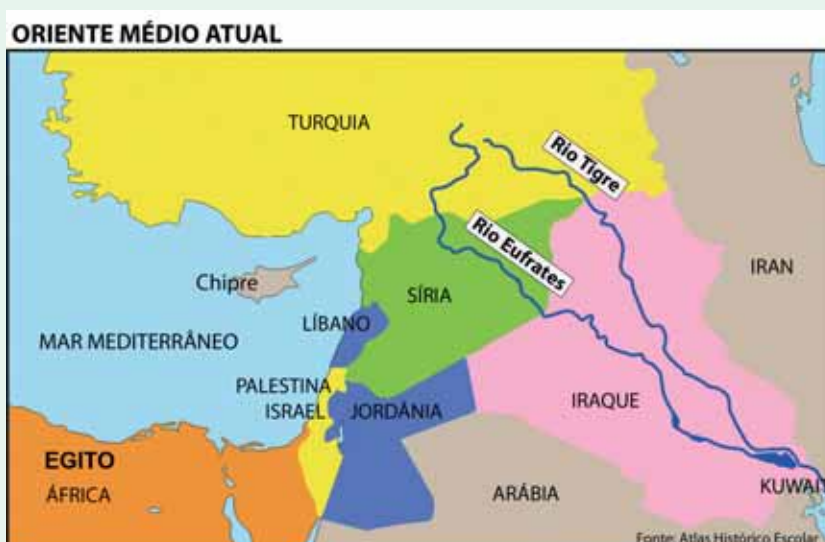 ORIENTE MÉDIO ATUAL
TURQUIA
Rio Tigre
Rio Eufrates
Chipre
SÍRIA
IRAN
LÍBANO
MAR MEDITERRÂNEO
PALESTINA
ISRAEL
JORDÂNIA
IRAQUE
EGITO
ÁFRICA
ARÁBIA
KUWAIT
Fonte: Atlas Histórico Escolar